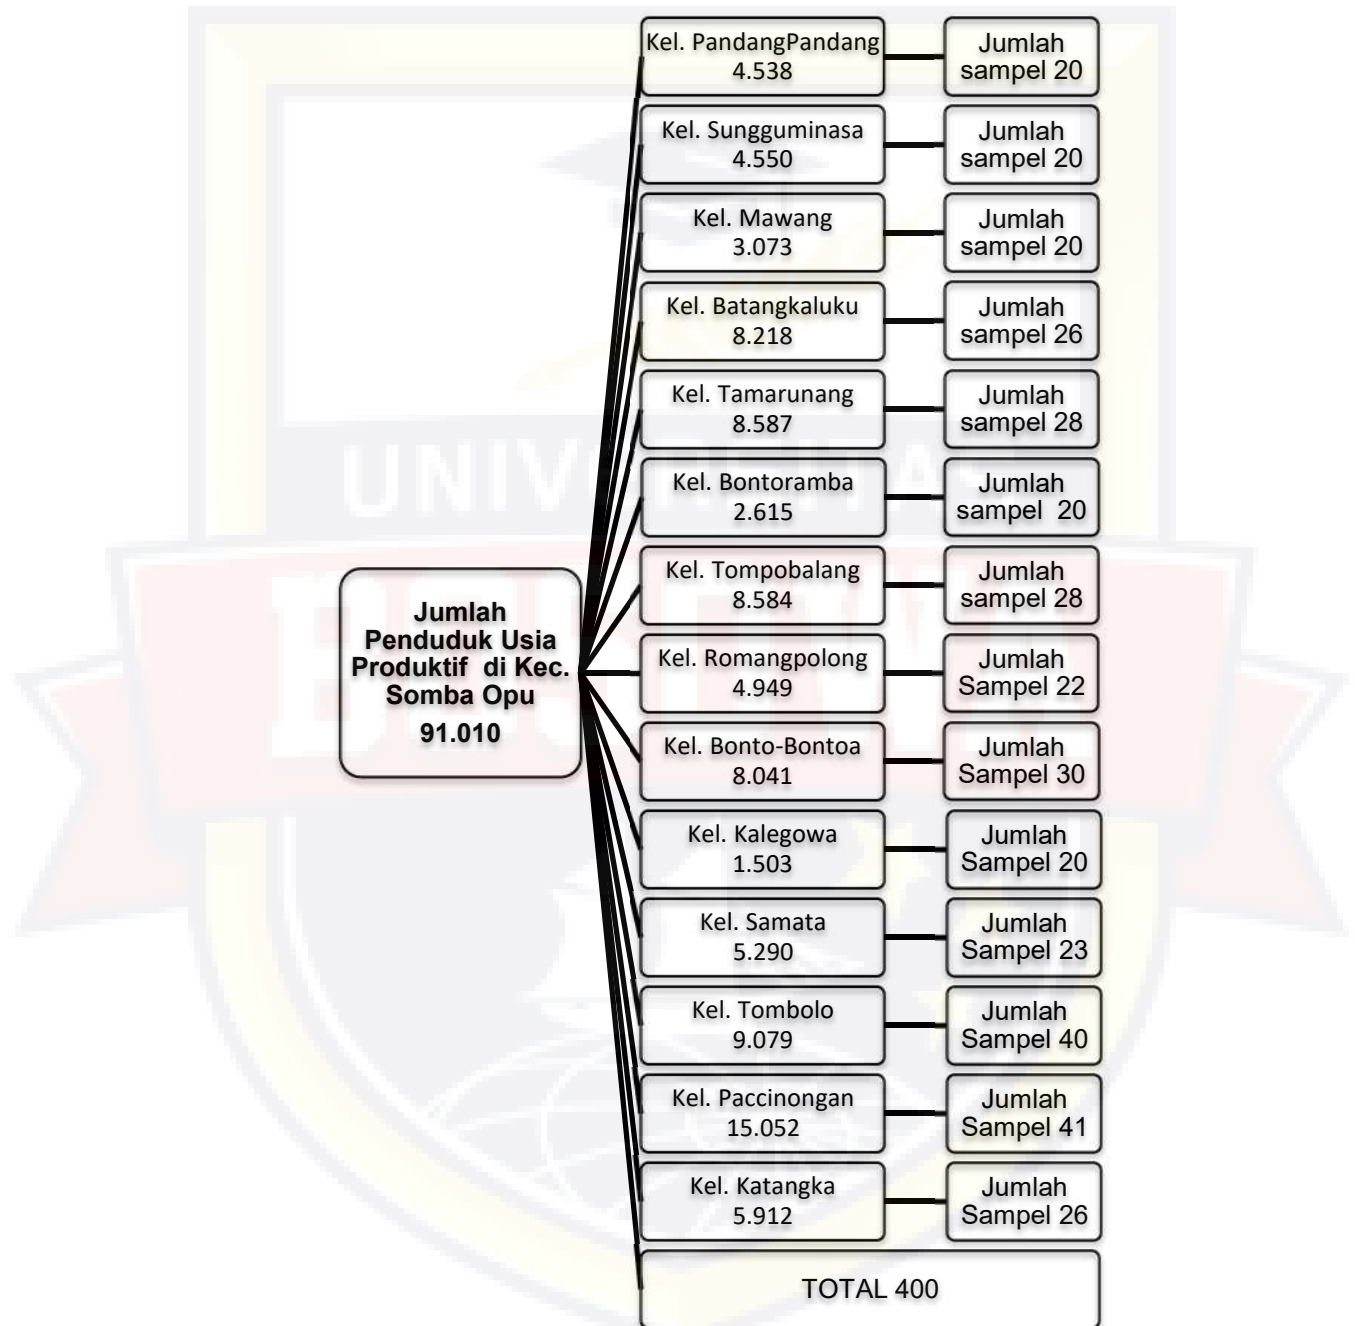 Kel. PandangPandang
4.538
Jumlah
sampel 20
Kel. Sungguminasa
4.550
Jumlah
sampel 20
Kel. Mawang
3.073
Jumlah
sampel 20
Kel. Batangkaluku
8.218
Jumlah
sampel 26
Kel. Tamarunang
8.587
Jumlah
sampel 28
Kel. Bontoramba
2.615
Jumlah
sampel 20
Kel. Tompobalang
8.584
Jumlah
sampel 28
Jumlah
Penduduk Usia
Produktif di Kec.
Somba Opu
91.010
Kel. Romangpolong
4.949
Jumlah
Sampel 22
Kel. Bonto-Bontoa
8.041
Jumlah
Sampel 30
Kel. Kalegowa
1.503
Jumlah
Sampel 20
Kel. Samata
5.290
Jumlah
Sampel 23
Kel. Tombolo
9.079
Jumlah
Sampel 40
Kel. Paccinongan
15.052
Jumlah
Sampel 41
Kel. Katangka
5.912
Jumlah
Sampel 26
TOTAL 400
UNIVERSITAS
BOSOWA